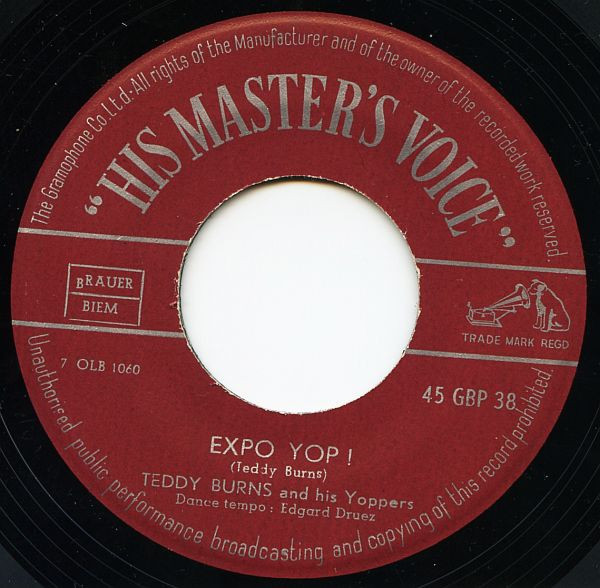 The Gramophone Co. Ltd. All rights of the Manufacturer and of the owner of the recorded work reserved.
"HIS MASTER'S VOICE"
BRAUER
BIEM
TRADE MARK REGD
7 OLB 1060
45 GBP 38
EXPO YOP !
(Teddy Burns)
TEDDY BURNS and his Yoppers
Dance tempo : Edgard Druez
Unauthorised public performance broadcasting and copying of this record prohibited.